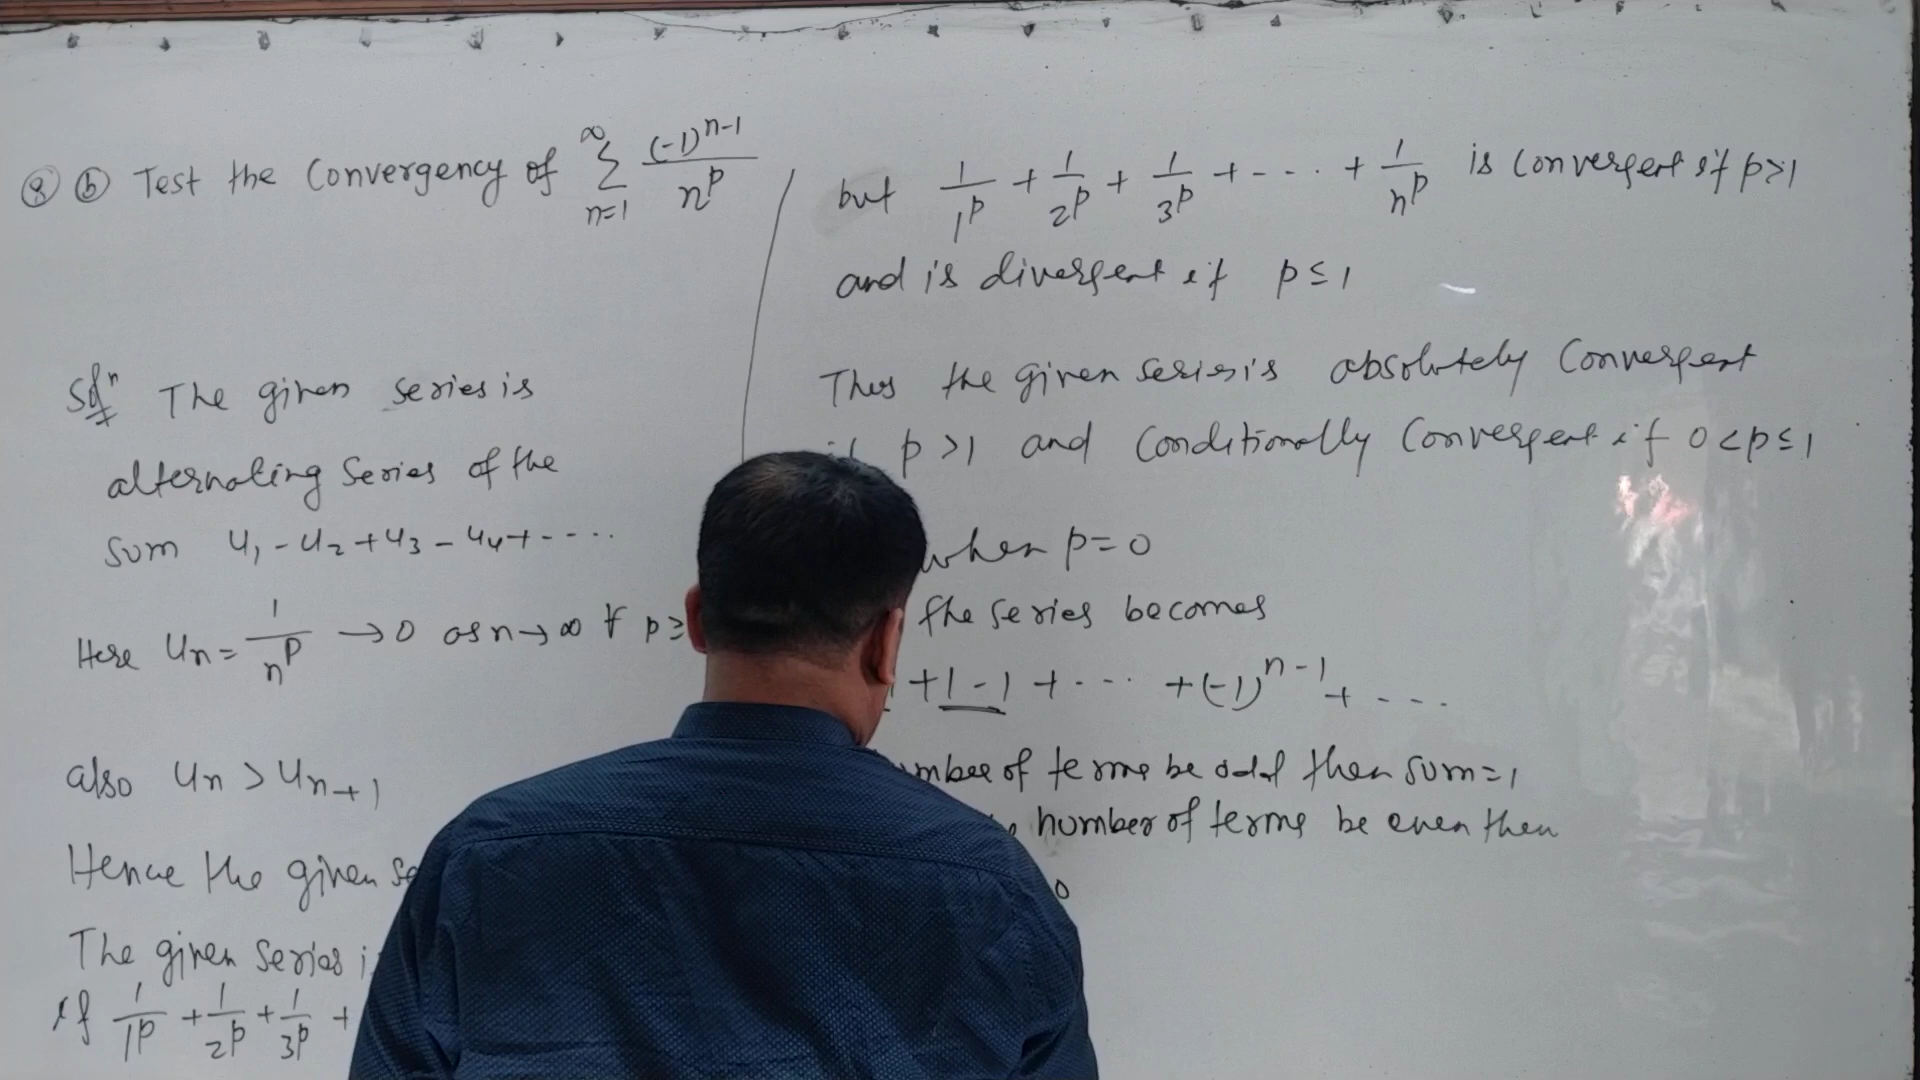 ⑧ ⓑ Test the Convergency of ∞ Σ n=1 (-1)^(n-1) / n^p
Solⁿ The given series is
alternating series of the
sum u₁ - u₂ + u₃ - u₄ + ----
Here uₙ = 1/n^p → 0 as n → ∞ if p ≥
also uₙ > uₙ₊₁
Hence the given
The given series
if 1/1^p + 1/2^p + 1/3^p +
but 1/1^p + 1/2^p + 1/3^p + --- . . + 1/n^p is convergent if p>1
and is divergent if p ≤ 1
Thus the given series is absolutely Convergent
if p >1 and Conditionally Convergent if 0<p≤1
when p=0
the series becomes
+1-1 + ---- +(-1)^(n-1) + ----
of terms be odd then sum=1
number of terms be even then
0